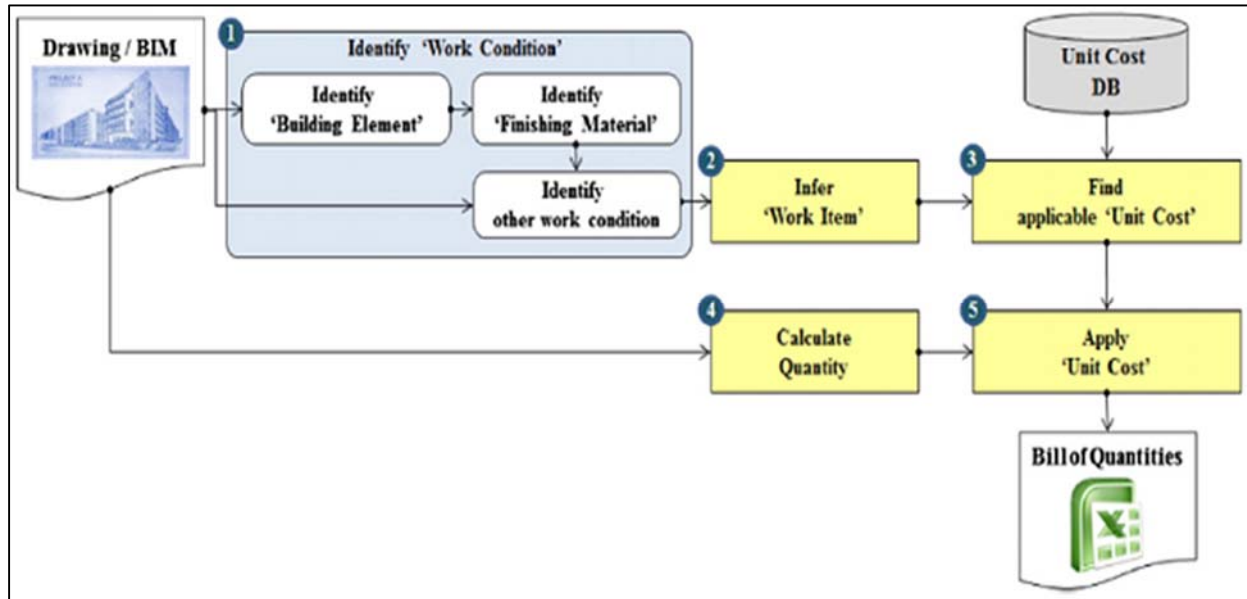 Drawing / BIM
1
Identify ‘Work Condition’
Identify
‘Building Element’
Identify
‘Finishing Material’
Identify
other work condition
Unit Cost
DB
2
Infer
‘Work Item’
3
Find
applicable ‘Unit Cost’
4
Calculate
Quantity
5
Apply
‘Unit Cost’
Bill of Quantities
X